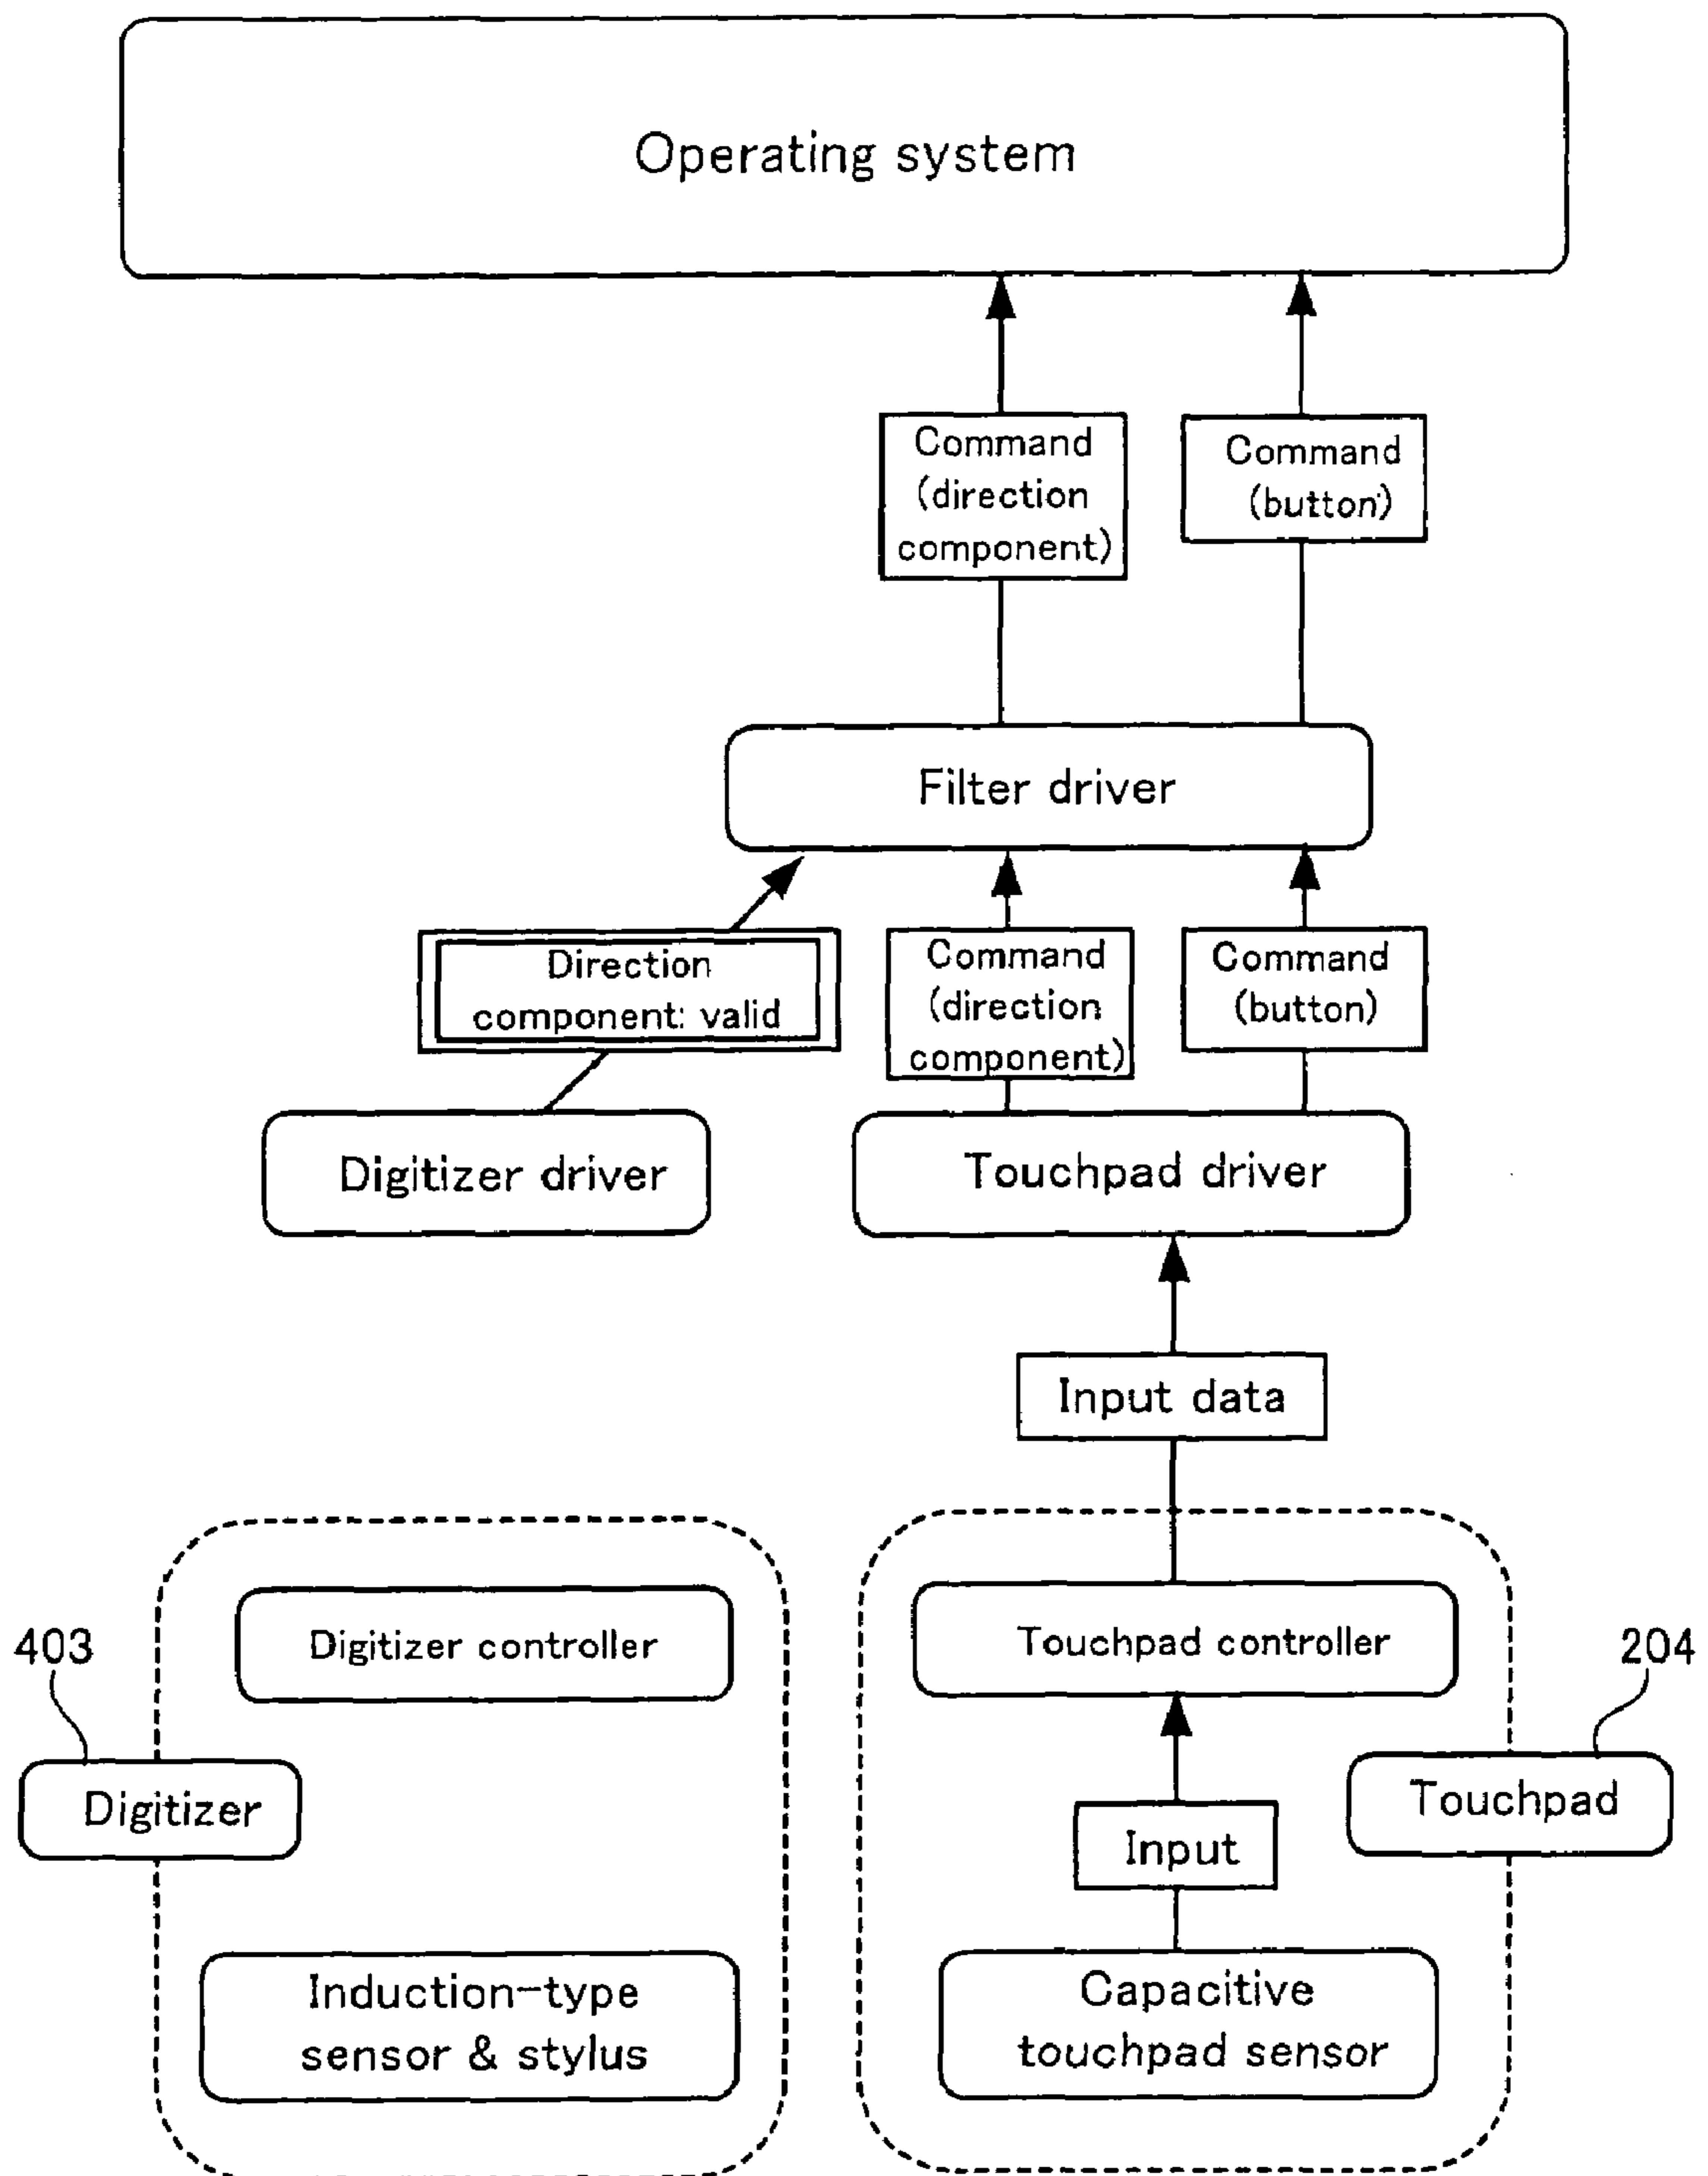 Operating system
Command
(direction
component)
Command
(button)
Filter driver
Direction
component: valid
Command
(direction
component)
Command
(button)
Digitizer driver
Touchpad driver
Input data
Digitizer controller
Touchpad controller
403
204
Digitizer
Touchpad
Input
Induction-type
sensor & stylus
Capacitive
touchpad sensor